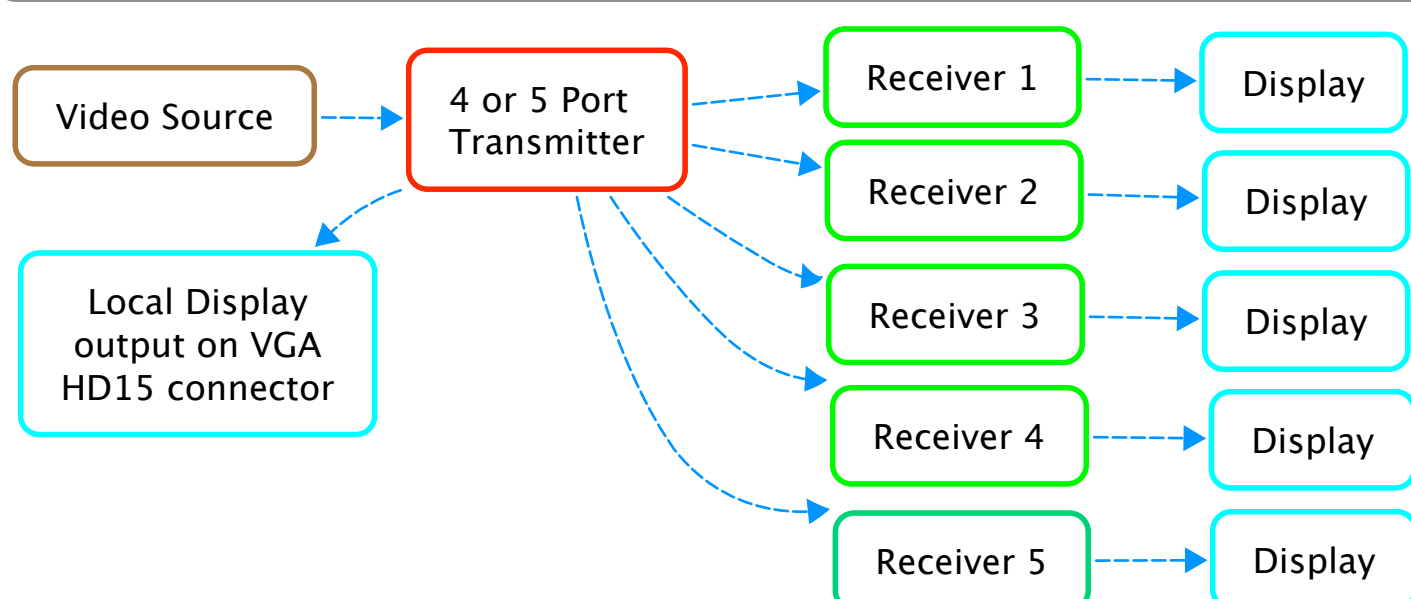 Video Source
4 or 5 Port
Transmitter
Local Display
output on VGA
HD15 connector
Receiver 1
Display
Receiver 2
Display
Receiver 3
Display
Receiver 4
Display
Receiver 5
Display